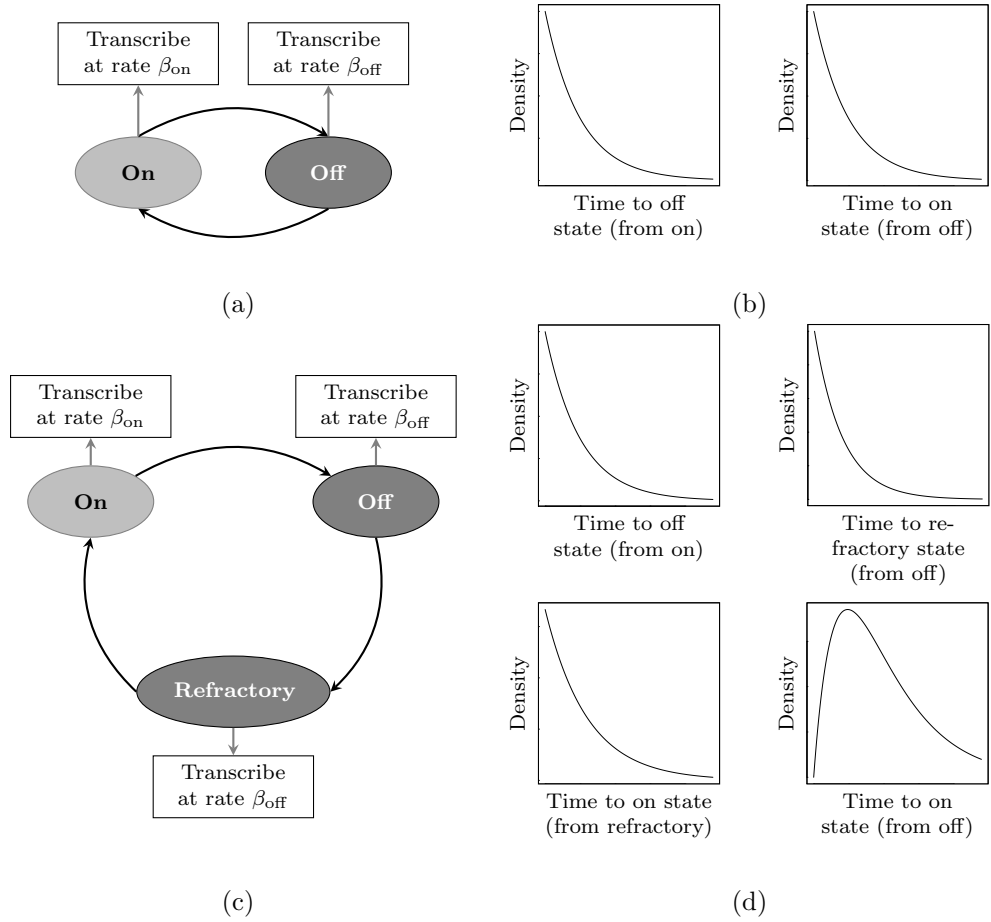 Transcribe
at rate βon
Transcribe
at rate βoff
On
Off
(a)
Density
Time to off
state (from on)
Density
Time to on
state (from off)
(b)
Transcribe
at rate βon
Transcribe
at rate βoff
On
Off
Refractory
Transcribe
at rate βoff
(c)
Density
Time to off
state (from on)
Density
Time to re-
fractory state
(from off)
Density
Time to on state
(from refractory)
Density
Time to on
state (from off)
(d)